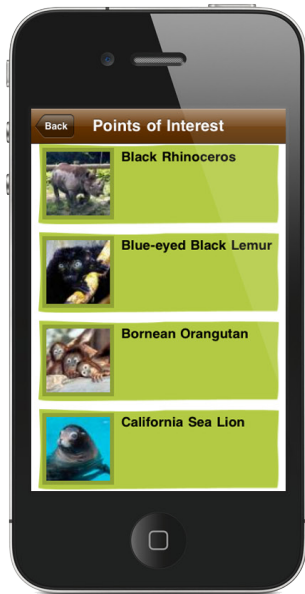 Back
Points of Interest
Black Rhinoceros
Blue-eyed Black Lemur
Bornean Orangutan
California Sea Lion